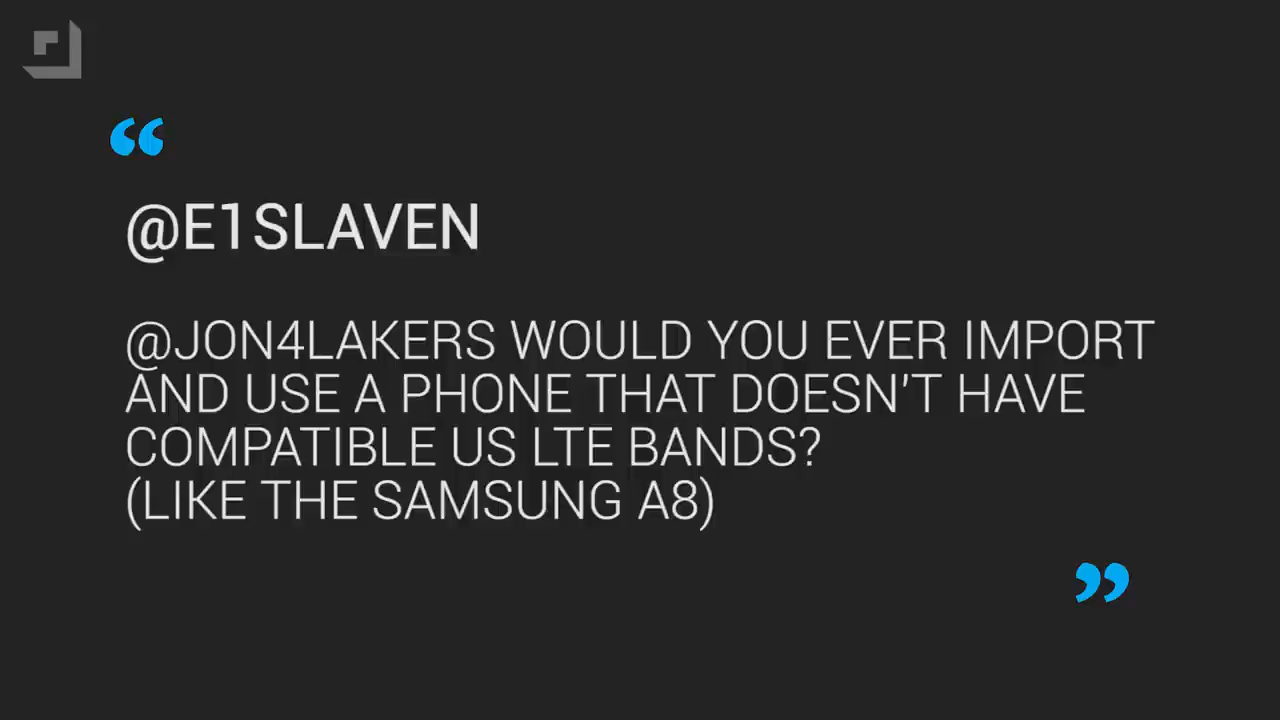 “
@E1SLAVEN
@JON4LAKERS WOULD YOU EVER IMPORT
AND USE A PHONE THAT DOESN'T HAVE
COMPATIBLE US LTE BANDS?
(LIKE THE SAMSUNG A8)
”